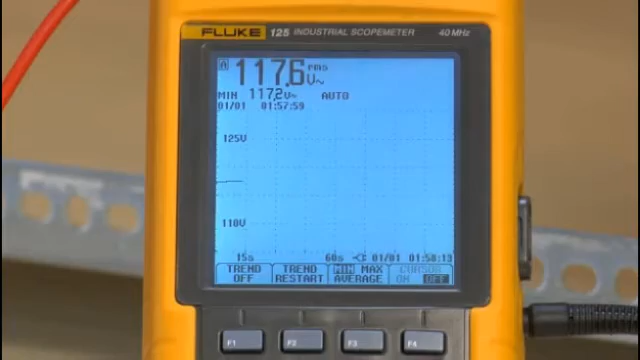 FLUKE 125 INDUSTRIAL SCOPEMETER 40 MHz
A 117.6 rms V~
MIN 117.2 V~ AUTO
01/01 01:57:59
125V
110V
15s 60s 01/01 01:58:13
TREND TREND MIN MAX CURSOR
OFF RESTART AVERAGE ON OFF
F1 F2 F3 F4